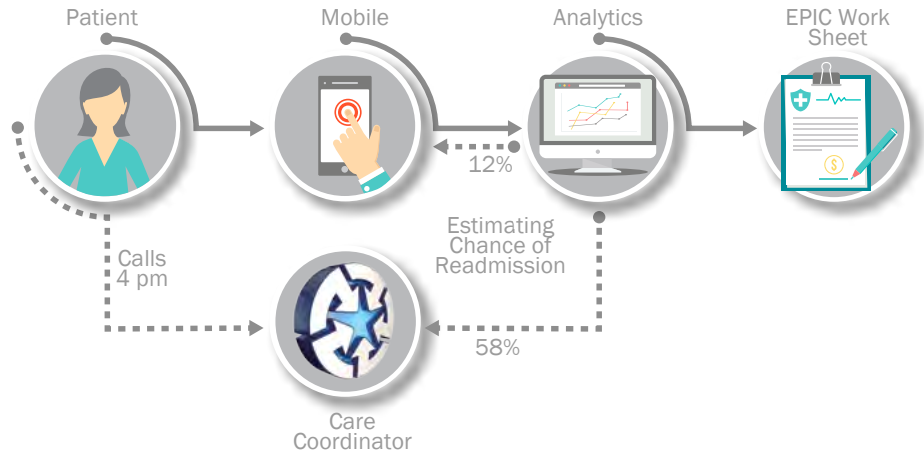 Patient
Mobile
Analytics
EPIC Work
Sheet
12%
$
Estimating
Chance of
Readmission
Calls
4 pm
58%
Care
Coordinator